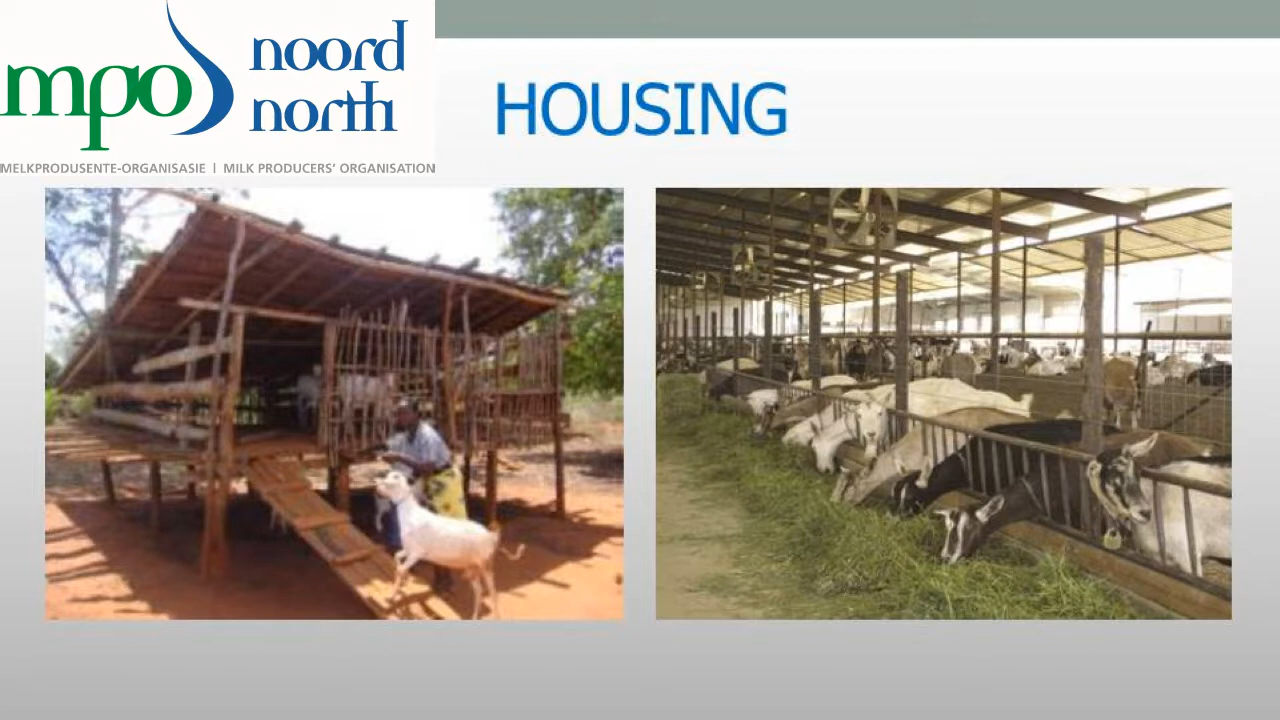 mpo
noord
north
MELKPRODUSENTE-ORGANISASIE | MILK PRODUCERS' ORGANISATION
HOUSING